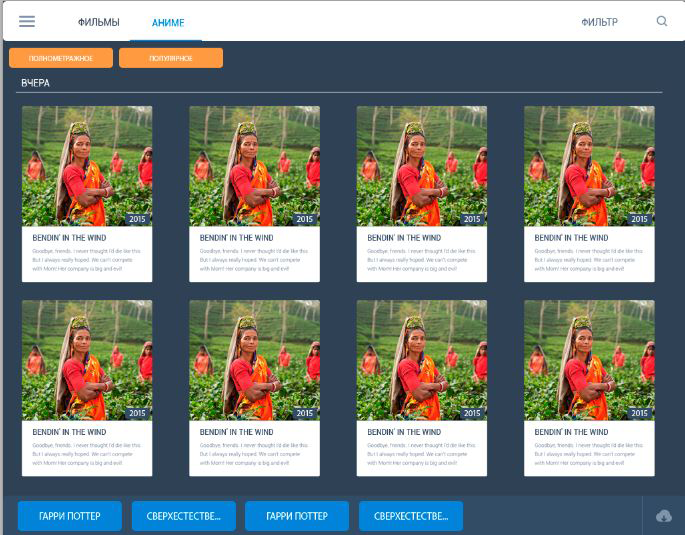 ФИЛЬМЫ АНИМЕ ФИЛЬТР
ПОЛНОМЕТРАЖНОЕ ПОПУЛЯРНОЕ
ВЧЕРА
2015 2015 2015 2015
BENDIN' IN THE WIND BENDIN' IN THE WIND BENDIN' IN THE WIND BENDIN' IN THE WIND
Goodbye, friends. I never thought I'd die like this. Goodbye, friends. I never thought I'd die like this. Goodbye, friends. I never thought I'd die like this. Goodbye, friends. I never thought I'd die like this.
But I always really hoped. We can't compete But I always really hoped. We can't compete But I always really hoped. We can't compete But I always really hoped. We can't compete
with Mom! Her company is big and evil! with Mom! Her company is big and evil! with Mom! Her company is big and evil! with Mom! Her company is big and evil!
2015 2015 2015 2015
BENDIN' IN THE WIND BENDIN' IN THE WIND BENDIN' IN THE WIND BENDIN' IN THE WIND
Goodbye, friends. I never thought I'd die like this. Goodbye, friends. I never thought I'd die like this. Goodbye, friends. I never thought I'd die like this. Goodbye, friends. I never thought I'd die like this.
But I always really hoped. We can't compete But I always really hoped. We can't compete But I always really hoped. We can't compete But I always really hoped. We can't compete
with Mom! Her company is big and evil! with Mom! Her company is big and evil! with Mom! Her company is big and evil! with Mom! Her company is big and evil!
ГАРРИ ПОТТЕР СВЕРХЕСТЕСТВЕ... ГАРРИ ПОТТЕР СВЕРХЕСТЕСТВЕ...